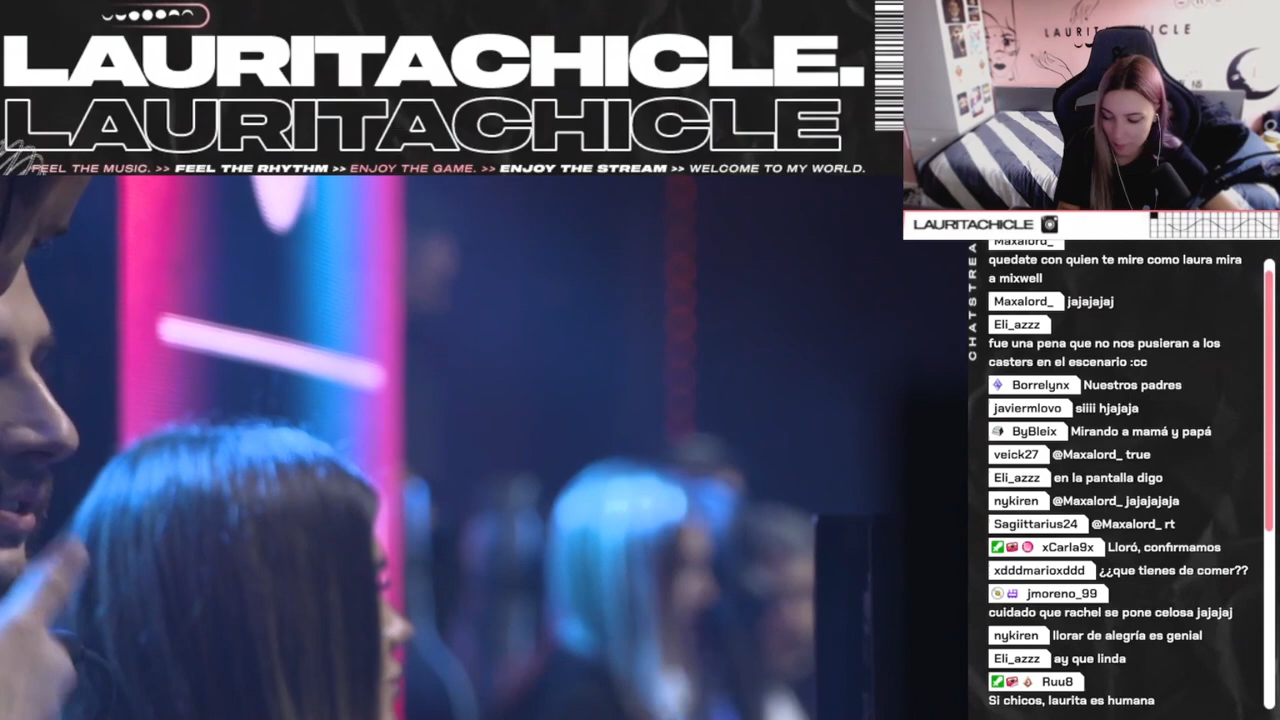 LAURITACHICLE.
LAURITACHICLE
FEEL THE MUSIC. >> FEEL THE RHYTHM >> ENJOY THE GAME. >> ENJOY THE STREAM >> WELCOME TO MY WORLD.
LAURITACHICLE
LAURITACHICLE
CHATSTREA
Maxalord_
quedate con quien te mire como laura mira
a mixwell
Maxalord_ jajajajaj
Eli_azzz
fue una pena que no nos pusieran a los
casters en el escenario :cc
Borrelynx Nuestros padres
javiermlovo siiii hjajaja
ByBleix Mirando a mamá y papá
veick27 @Maxalord_ true
Eli_azzz en la pantalla digo
nykiren @Maxalord_ jajajajaja
Sagiittarius24 @Maxalord_ rt
xCarla9x Lloró, confirmamos
xdddmarioxddd ¿¿que tienes de comer??
jmoreno_99
cuidado que rachel se pone celosa jajajaj
nykiren llorar de alegría es genial
Eli_azzz ay que linda
Ruu8
Si chicos, laurita es humana